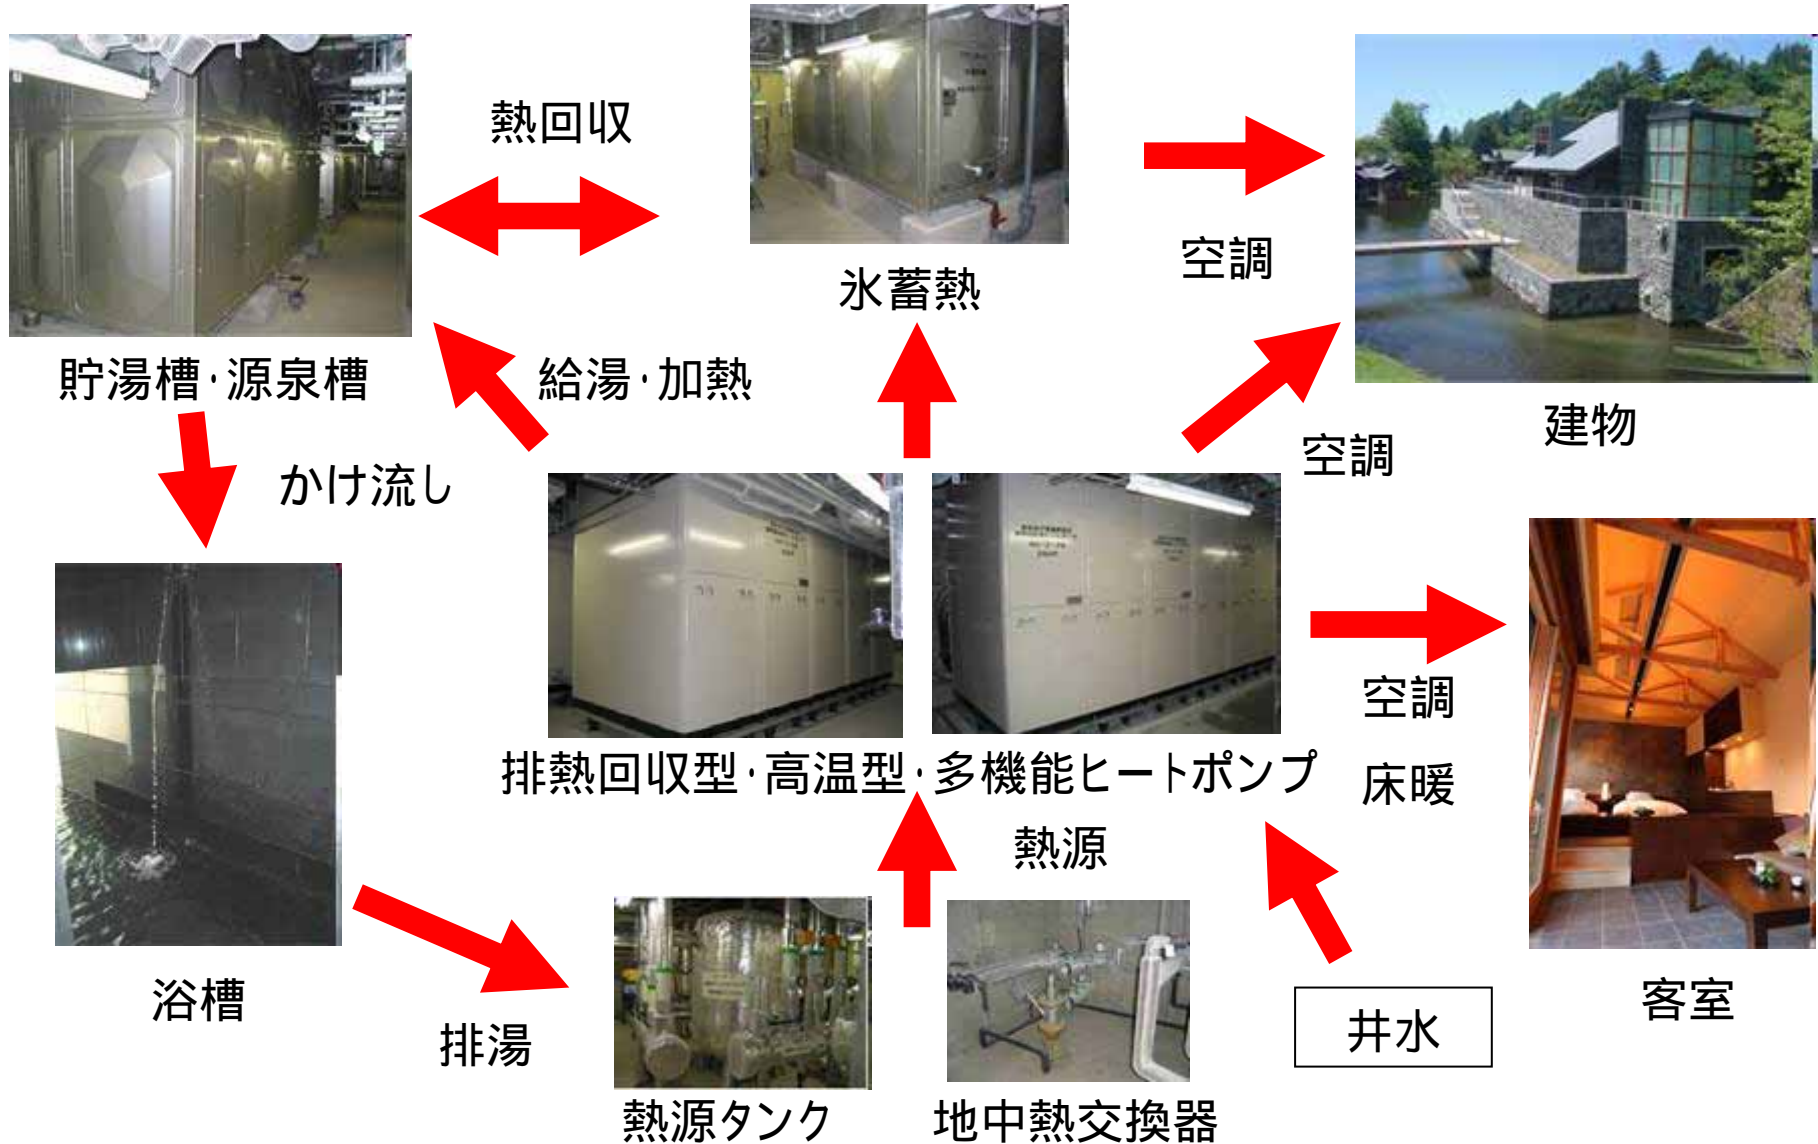 熱回収
空調
氷蓄熱
貯湯槽・源泉槽
給湯・加熱
建物
空調
かけ流し
空調
床暖
排熱回収型・高温型・多機能ヒートポンプ
熱源
浴槽
排湯
井水
客室
熱源タンク
地中熱交換器